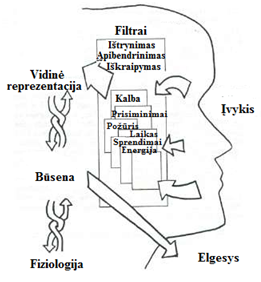 Filtrai
Ištrynimas
Apibendrinimas
Iškraipymas
Vidinė
reprezentacija
Kalba
Prisiminimai
Požiūris
Laikas
Sprendimai
Energija
Įvykis
Būsena
Fiziologija
Elgesys